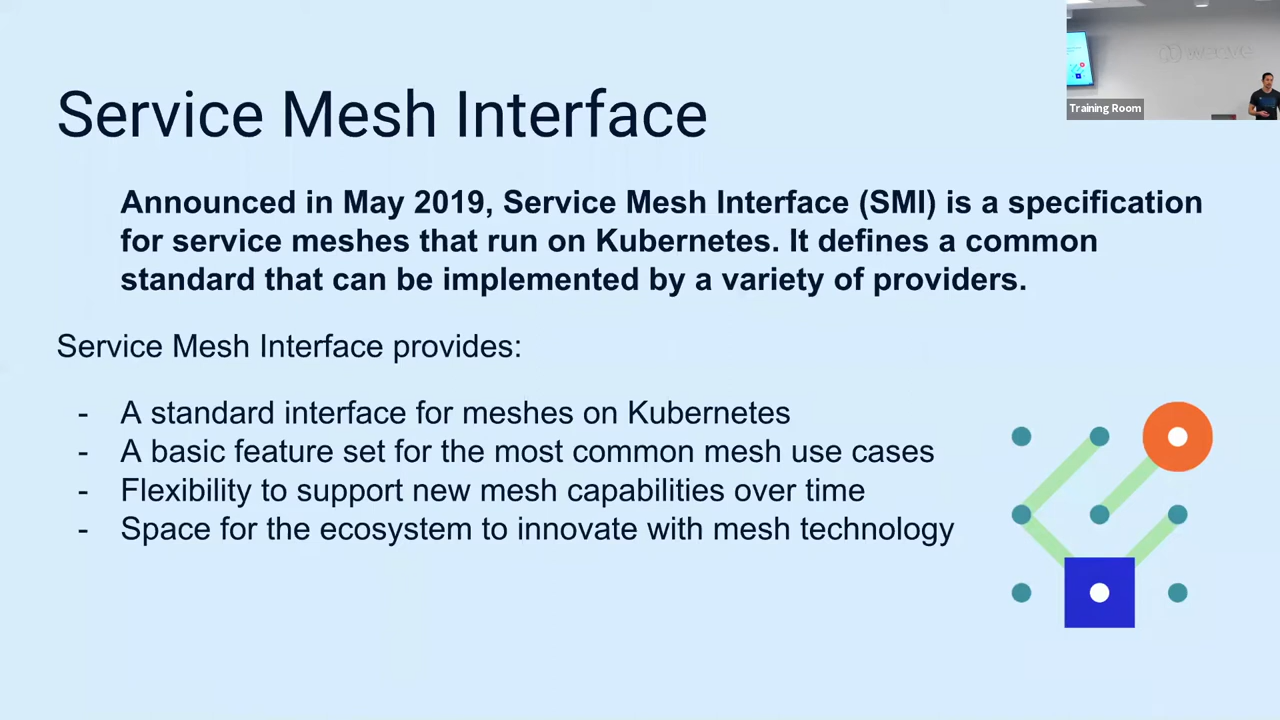 Service Mesh Interface
Announced in May 2019, Service Mesh Interface (SMI) is a specification
for service meshes that run on Kubernetes. It defines a common
standard that can be implemented by a variety of providers.
Service Mesh Interface provides:
- A standard interface for meshes on Kubernetes
- A basic feature set for the most common mesh use cases
- Flexibility to support new mesh capabilities over time
- Space for the ecosystem to innovate with mesh technology
weave
Training Room